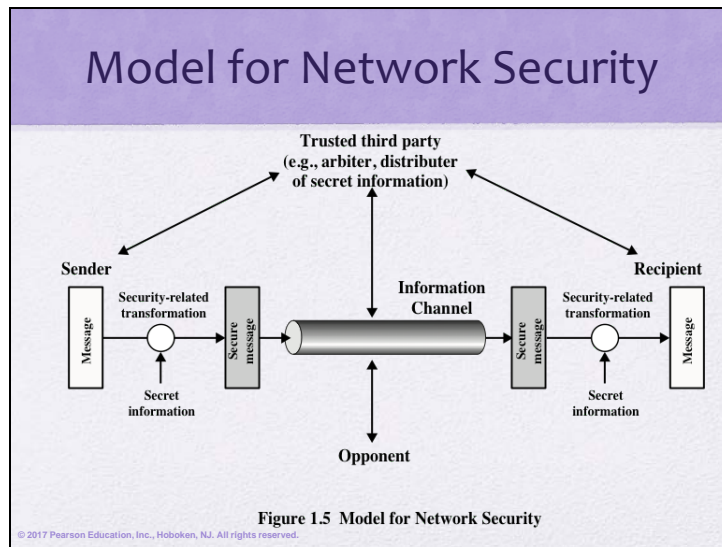 Model for Network Security
Trusted third party
(e.g., arbiter, distributer
of secret information)
Sender
Recipient
Message
Security-related
transformation
Secret
information
Secure
message
Information
Channel
Secure
message
Security-related
transformation
Secret
information
Message
Opponent
Figure 1.5 Model for Network Security
© 2017 Pearson Education, Inc., Hoboken, NJ. All rights reserved.